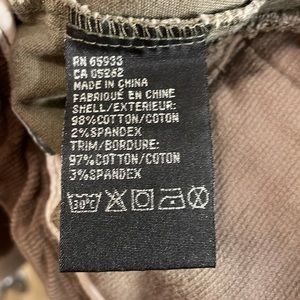 RN 65933
CA 05262
MADE IN CHINA
FABRIQUÉ EN CHINE
SHELL/EXTERIEUR:
98%COTTON/COTON
2%SPANDEX
TRIM/BORDURE:
97%COTTON/COTON
3%SPANDEX
30°C